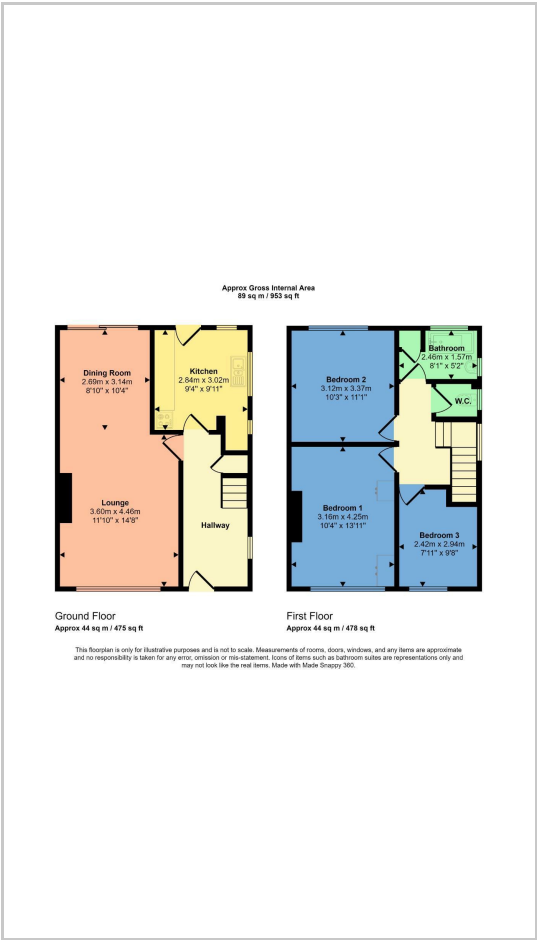 Approx Gross Internal Area
89 sq m / 953 sq ft
Dining Room
2.69m x 3.14m
8'10" x 10'4"
Kitchen
2.84m x 3.02m
9'4" x 9'11"
Lounge
3.60m x 4.46m
11'10" x 14'8"
Hallway
Bedroom 2
3.12m x 3.37m
10'3" x 11'1"
Bathroom
2.46m x 1.57m
8'1" x 5'2"
W.C.
Bedroom 1
3.16m x 4.25m
10'4" x 13'11"
Bedroom 3
2.42m x 2.94m
7'11" x 9'8"
Ground Floor
Approx 44 sq m / 475 sq ft
First Floor
Approx 44 sq m / 478 sq ft
This floorplan is only for illustrative purposes and is not to scale. Measurements of rooms, doors, windows, and any items are approximate
and no responsibility is taken for any error, omission or mis-statement. Icons of items such as bathroom suites are representations only and
may not look like the real items. Made with Made Snappy 360.